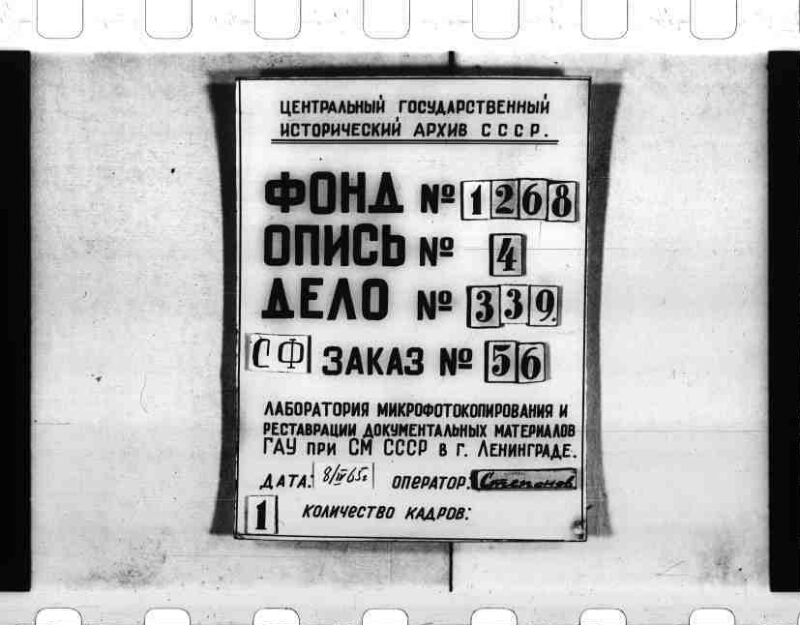 ЦЕНТРАЛЬНЫЙ ГОСУДАРСТВЕННЫЙ
ИСТОРИЧЕСКИЙ АРХИВ СССР.
ФОНД № 1268
ОПИСЬ № 4
ДЕЛО № 339.
СФ ЗАКАЗ № 56
ЛАБОРАТОРИЯ МИКРОФОТОКОПИРОВАНИЯ И
РЕСТАВРАЦИИ ДОКУМЕНТАЛЬНЫХ МАТЕРИАЛОВ
ГАУ ПРИ СМ СССР В Г. ЛЕНИНГРАДЕ.
ДАТА: 8/IV 65г ОПЕРАТОР: Степанов
1 КОЛИЧЕСТВО КАДРОВ: